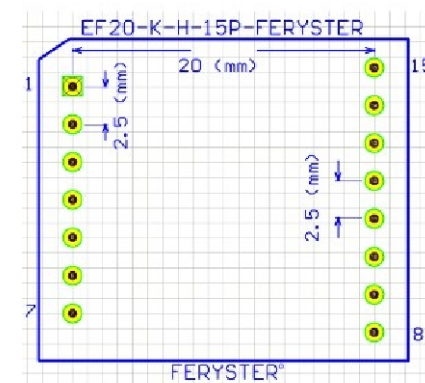 EF20-K-H-15P-FERYSTER
20 (mm)
1
15
2.5 (mm)
2.5 (mm)
7
8
FERYSTER®